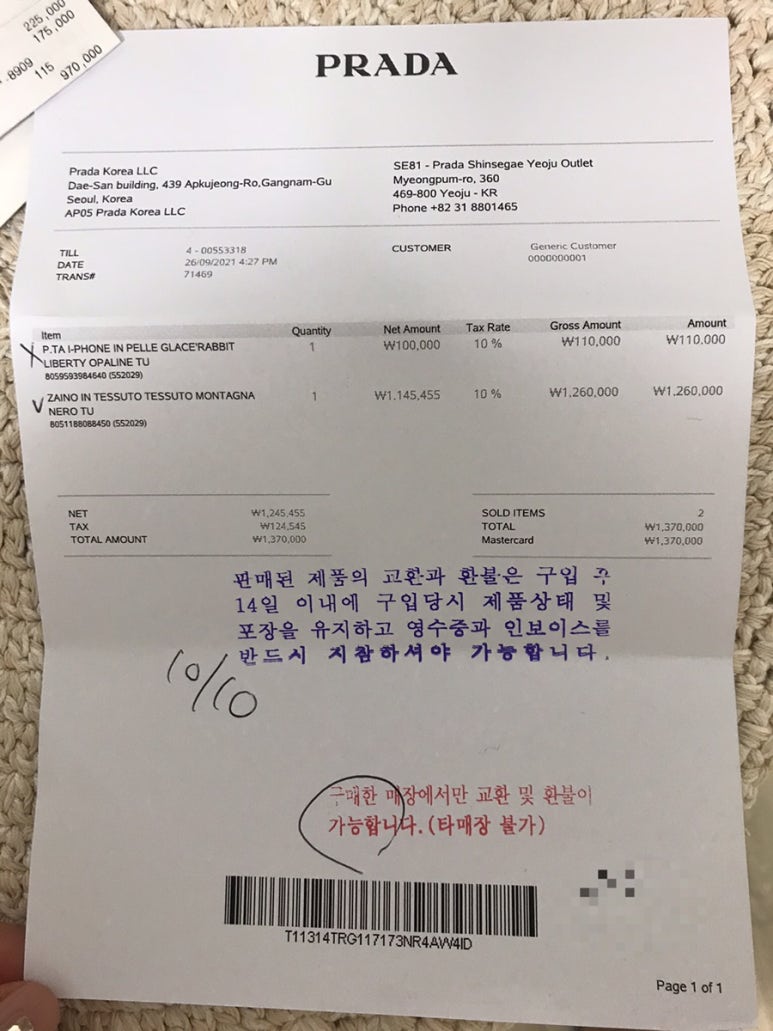 225,000
175,000
.8909 115 970,000
PRADA
Prada Korea LLC
Dae-San building, 439 Apkujeong-Ro,Gangnam-Gu
Seoul, Korea
AP05 Prada Korea LLC
SE81 - Prada Shinsegae Yeoju Outlet
Myeongpum-ro, 360
469-800 Yeoju - KR
Phone +82 31 8801465
TILL 4 - 00553318
DATE 26/09/2021 4:27 PM
TRANS# 71469
CUSTOMER Generic Customer
0000000001
Item Quantity Net Amount Tax Rate Gross Amount Amount
P.TA I-PHONE IN PELLE GLACE'RABBIT 1 ₩100,000 10 % ₩110,000 ₩110,000
LIBERTY OPALINE TU
8059593984640 (552029)
ZAINO IN TESSUTO TESSUTO MONTAGNA 1 ₩1,145,455 10 % ₩1,260,000 ₩1,260,000
NERO TU
8051188088450 (552029)
NET ₩1,245,455
TAX ₩124,545
TOTAL AMOUNT ₩1,370,000
SOLD ITEMS 2
TOTAL ₩1,370,000
Mastercard ₩1,370,000
판매된 제품의 교환과 환불은 구입 후
14일 이내에 구입당시 제품상태 및
포장을 유지하고 영수증과 인보이스를
반드시 지참하셔야 가능합니다.
10/10
구매한 매장에서만 교환 및 환불이
가능합니다.(타매장 불가)
T11314TRG117173NR4AW4ID
Page 1 of 1